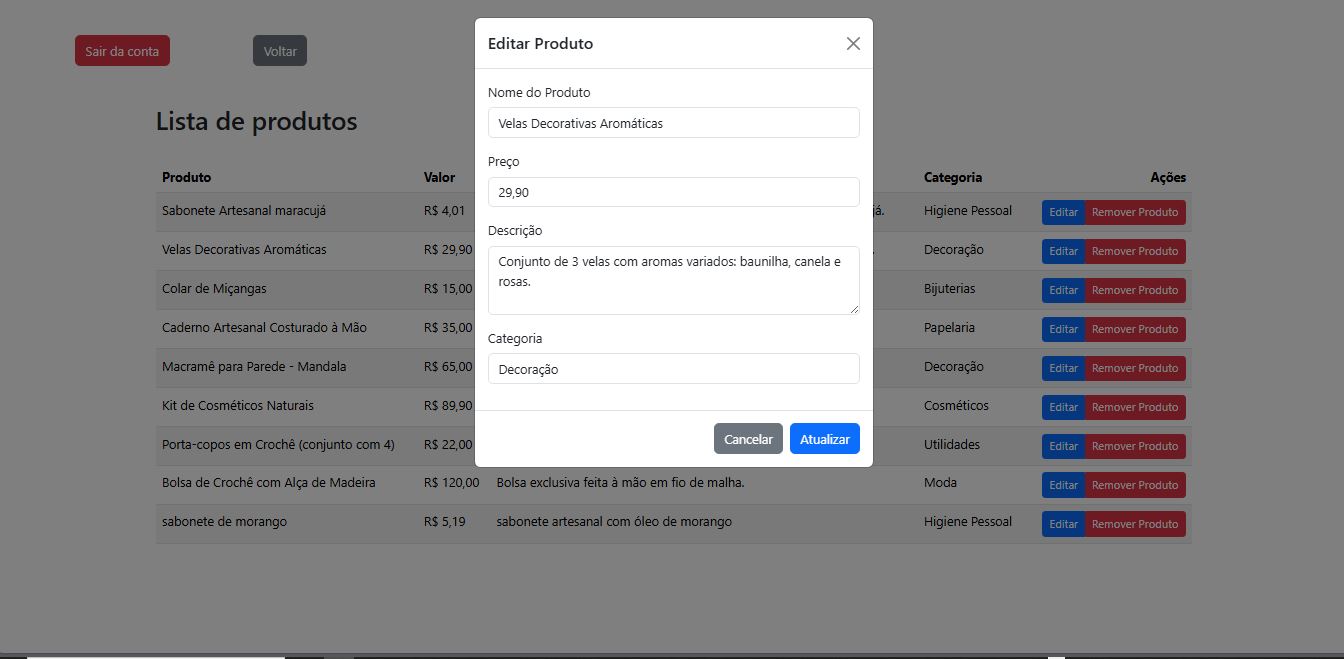 Sair da conta
Voltar
Lista de produtos
Editar Produto
Nome do Produto
Velas Decorativas Aromáticas
Preço
29,90
Descrição
Conjunto de 3 velas com aromas variados: baunilha, canela e
rosas.
Categoria
Decoração
Cancelar Atualizar
Produto Valor Categoria Ações
Sabonete Artesanal maracujá R$ 4,01 Higiene Pessoal Editar Remover Produto
Velas Decorativas Aromáticas R$ 29,90 Decoração Editar Remover Produto
Colar de Miçangas R$ 15,00 Bijuterias Editar Remover Produto
Caderno Artesanal Costurado à Mão R$ 35,00 Papelaria Editar Remover Produto
Macramê para Parede - Mandala R$ 65,00 Decoração Editar Remover Produto
Kit de Cosméticos Naturais R$ 89,90 Cosméticos Editar Remover Produto
Porta-copos em Crochê (conjunto com 4) R$ 22,00 Utilidades Editar Remover Produto
Bolsa de Crochê com Alça de Madeira R$ 120,00 Bolsa exclusiva feita à mão em fio de malha. Moda Editar Remover Produto
sabonete de morango R$ 5,19 sabonete artesanal com óleo de morango Higiene Pessoal Editar Remover Produto